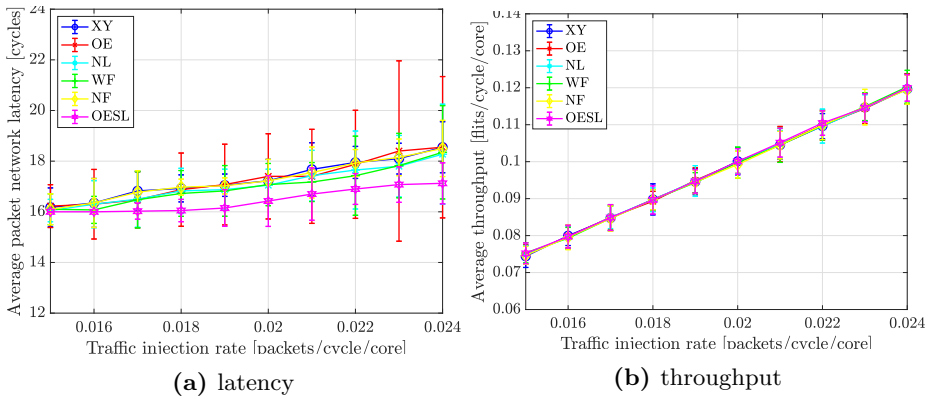 Average packet network latency [cycles]
24
22
20
18
16
14
12
XY
OE
NL
WF
NF
OESL
0.016 0.018 0.02 0.022 0.024
Traffic injection rate [packets/cycle/core]
(a) latency
Average throughput [flits/cycle/core]
0.14
0.13
0.12
0.11
0.1
0.09
0.08
0.07
0.06
XY
OE
NL
WF
NF
OESL
0.016 0.018 0.02 0.022 0.024
Traffic injection rate [packets/cycle/core]
(b) throughput